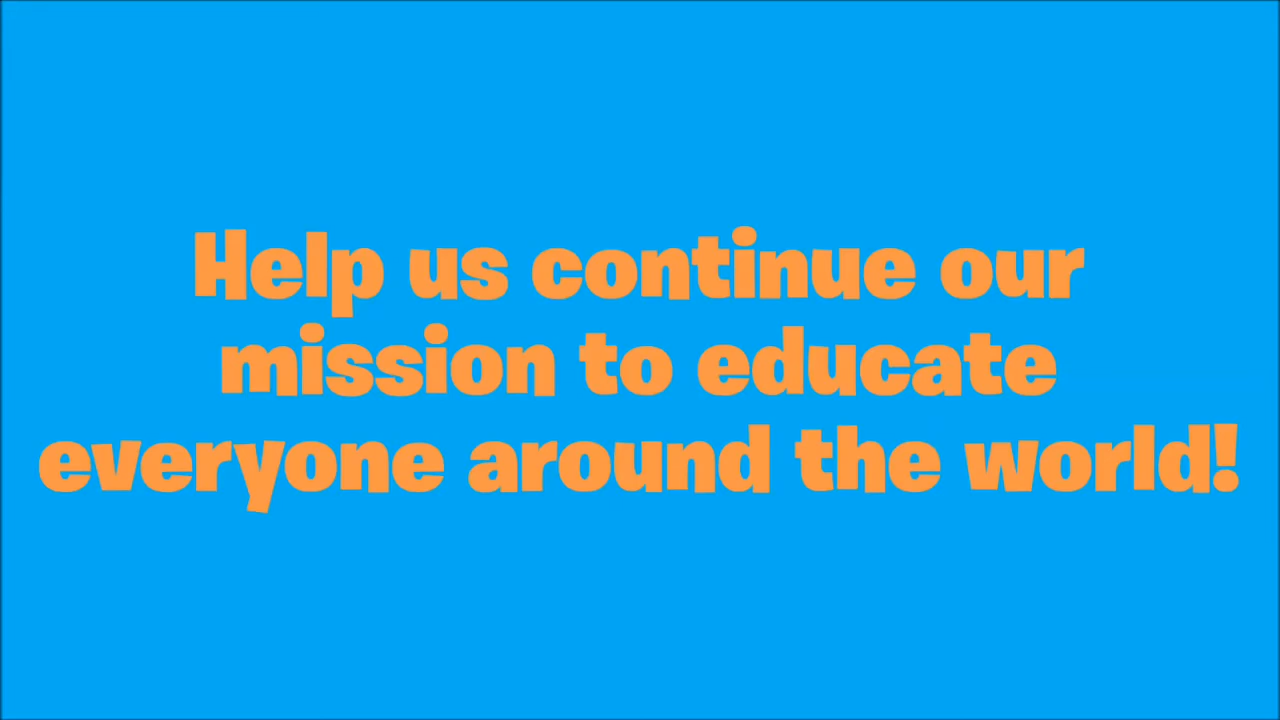 Help us continue our
mission to educate
everyone around the world!